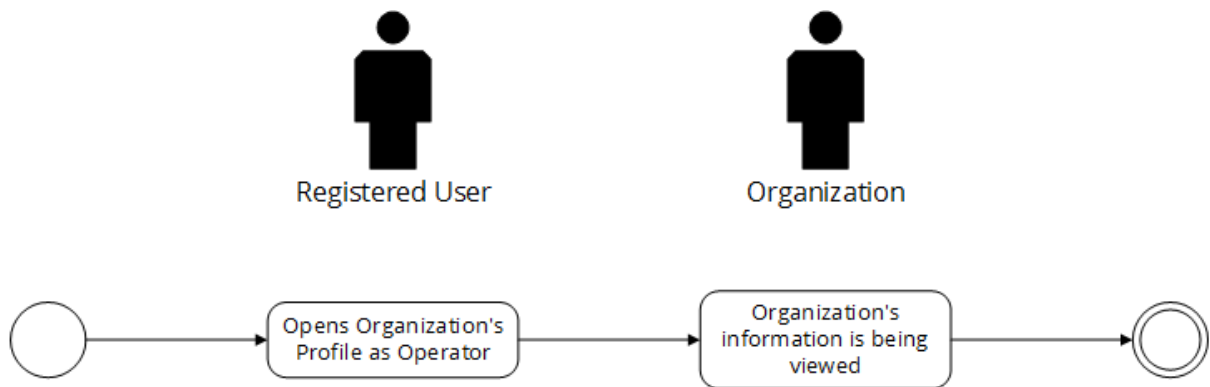 Registered User
Organization
Opens Organization's
Profile as Operator
Organization's
information is being
viewed